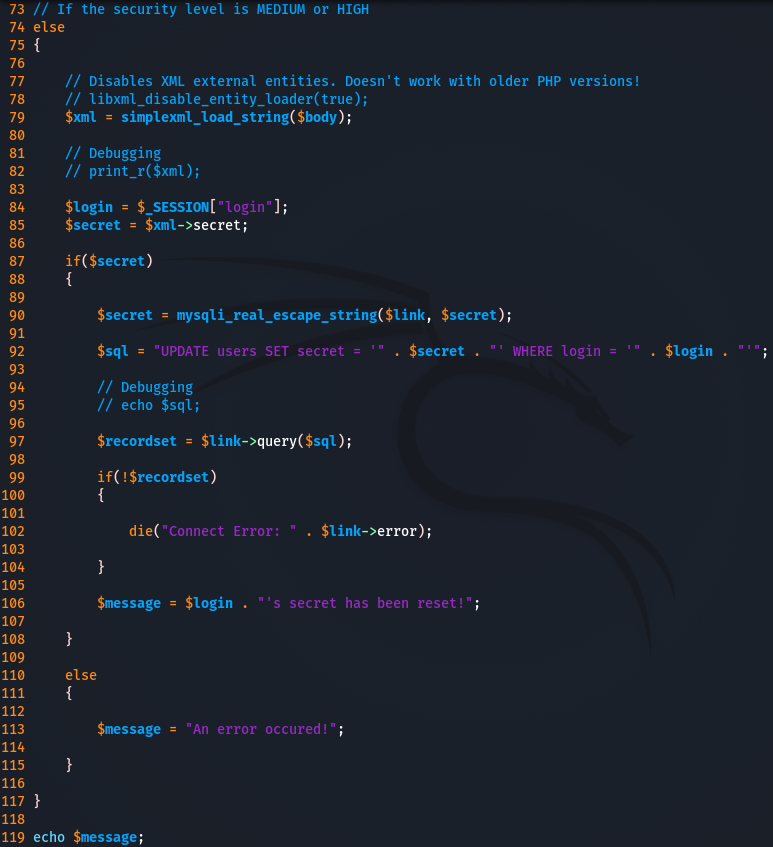 73 // If the security level is MEDIUM or HIGH
74 else
75 {
76
77     // Disables XML external entities. Doesn't work with older PHP versions!
78     // libxml_disable_entity_loader(true);
79     $xml = simplexml_load_string($body);
80
81     // Debugging
82     // print_r($xml);
83
84     $login = $_SESSION["login"];
85     $secret = $xml->secret;
86
87     if($secret)
88     {
89
90         $secret = mysqli_real_escape_string($link, $secret);
91
92         $sql = "UPDATE users SET secret = '" . $secret . "' WHERE login = '" . $login . "'";
93
94         // Debugging
95         // echo $sql;
96
97         $recordset = $link->query($sql);
98
99         if(!$recordset)
100         {
101
102             die("Connect Error: " . $link->error);
103
104         }
105
106         $message = $login . "'s secret has been reset!";
107
108     }
109
110     else
111     {
112
113         $message = "An error occured!";
114
115     }
116
117 }
118
119 echo $message;